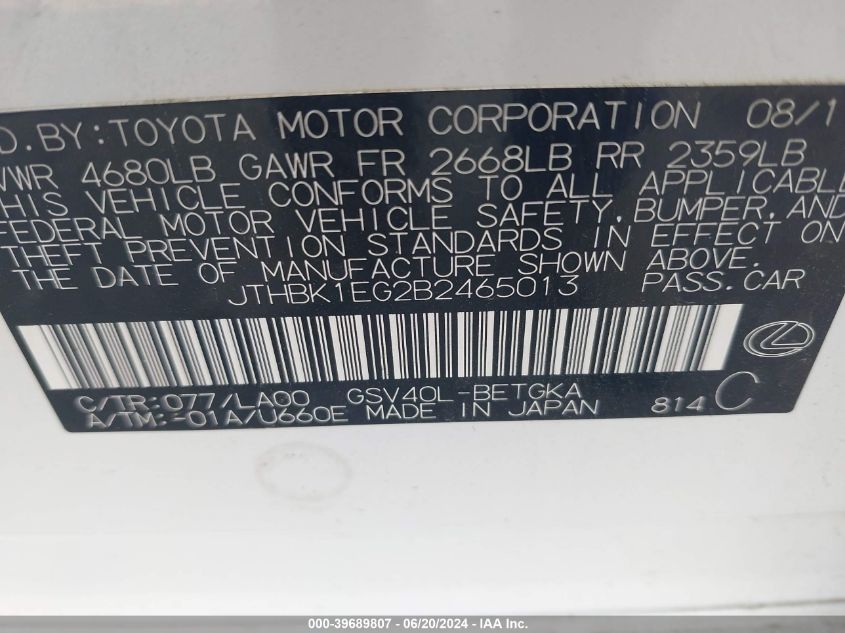 D.BY:TOYOTA MOTOR CORPORATION 08/1
VWR 4680LB GAWR FR 2668LB RR 2359LB
HIS VEHICLE CONFORMS TO ALL APPLICABLE
FEDERAL MOTOR VEHICLE SAFETY, BUMPER, AND
THEFT PREVENTION STANDARDS IN EFFECT ON
THE DATE OF MANUFACTURE SHOWN ABOVE.
JTHBK1EG2B2465013 PASS.CAR
C/TR:077/LA00 GSV40L-BETGKA
A/TM:-01A/U660E MADE IN JAPAN 814 C
000-39689807 - 06/20/2024 - IAA Inc.